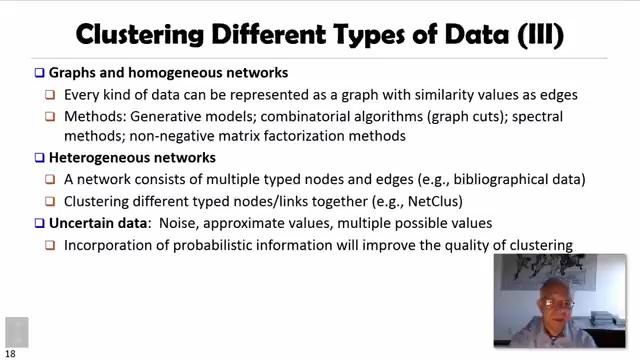 Clustering Different Types of Data (III)
Graphs and homogeneous networks
Every kind of data can be represented as a graph with similarity values as edges
Methods: Generative models; combinatorial algorithms (graph cuts); spectral
methods; non-negative matrix factorization methods
Heterogeneous networks
A network consists of multiple typed nodes and edges (e.g., bibliographical data)
Clustering different typed nodes/links together (e.g., NetClus)
Uncertain data: Noise, approximate values, multiple possible values
Incorporation of probabilistic information will improve the quality of clustering
18